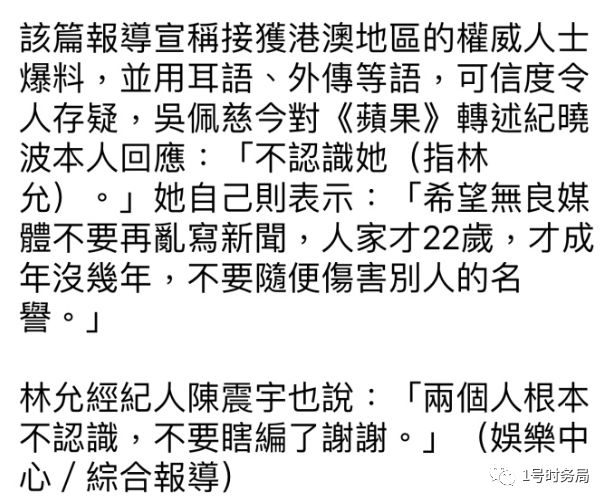 該篇報導宣稱接獲港澳地區的權威人士
爆料，並用耳語、外傳等語，可信度令
人存疑，吳佩慈今對《蘋果》轉述紀曉
波本人回應：「不認識她（指林
允）。」她自己則表示：「希望無良媒
體不要再亂寫新聞，人家才22歲，才成
年沒幾年，不要隨便傷害別人的名
譽。」
林允經紀人陳震宇也說：「兩個人根本
不認識，不要瞎編了謝謝。」（娛樂中
心／綜合報導）
1号时务局